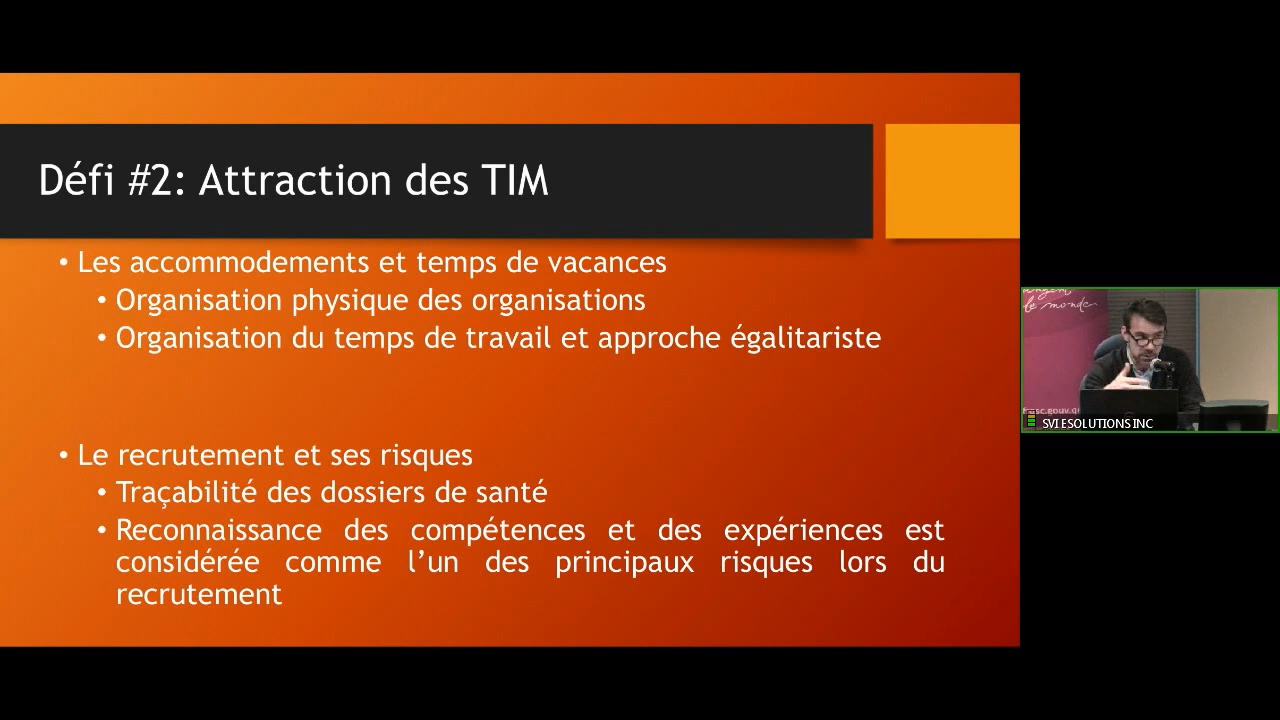 Défi #2: Attraction des TIM
• Les accommodements et temps de vacances
• Organisation physique des organisations
• Organisation du temps de travail et approche égalitariste
• Le recrutement et ses risques
• Traçabilité des dossiers de santé
• Reconnaissance des compétences et des expériences est
considérée comme l’un des principaux risques lors du
recrutement
le monde
SVI ESOLUTIONS INC